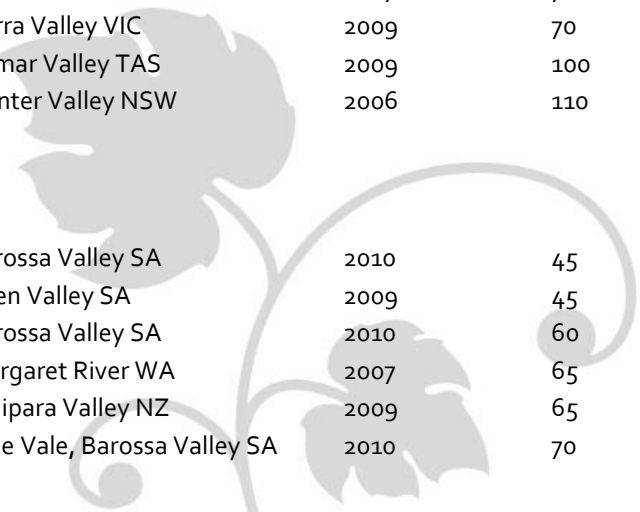 rra Valley VIC 2009 70
mar Valley TAS 2009 100
nter Valley NSW 2006 110
rossa Valley SA 2010 45
en Valley SA 2009 45
rossa Valley SA 2010 60
rgaret River WA 2007 65
ipara Valley NZ 2009 65
e Vale, Barossa Valley SA 2010 70